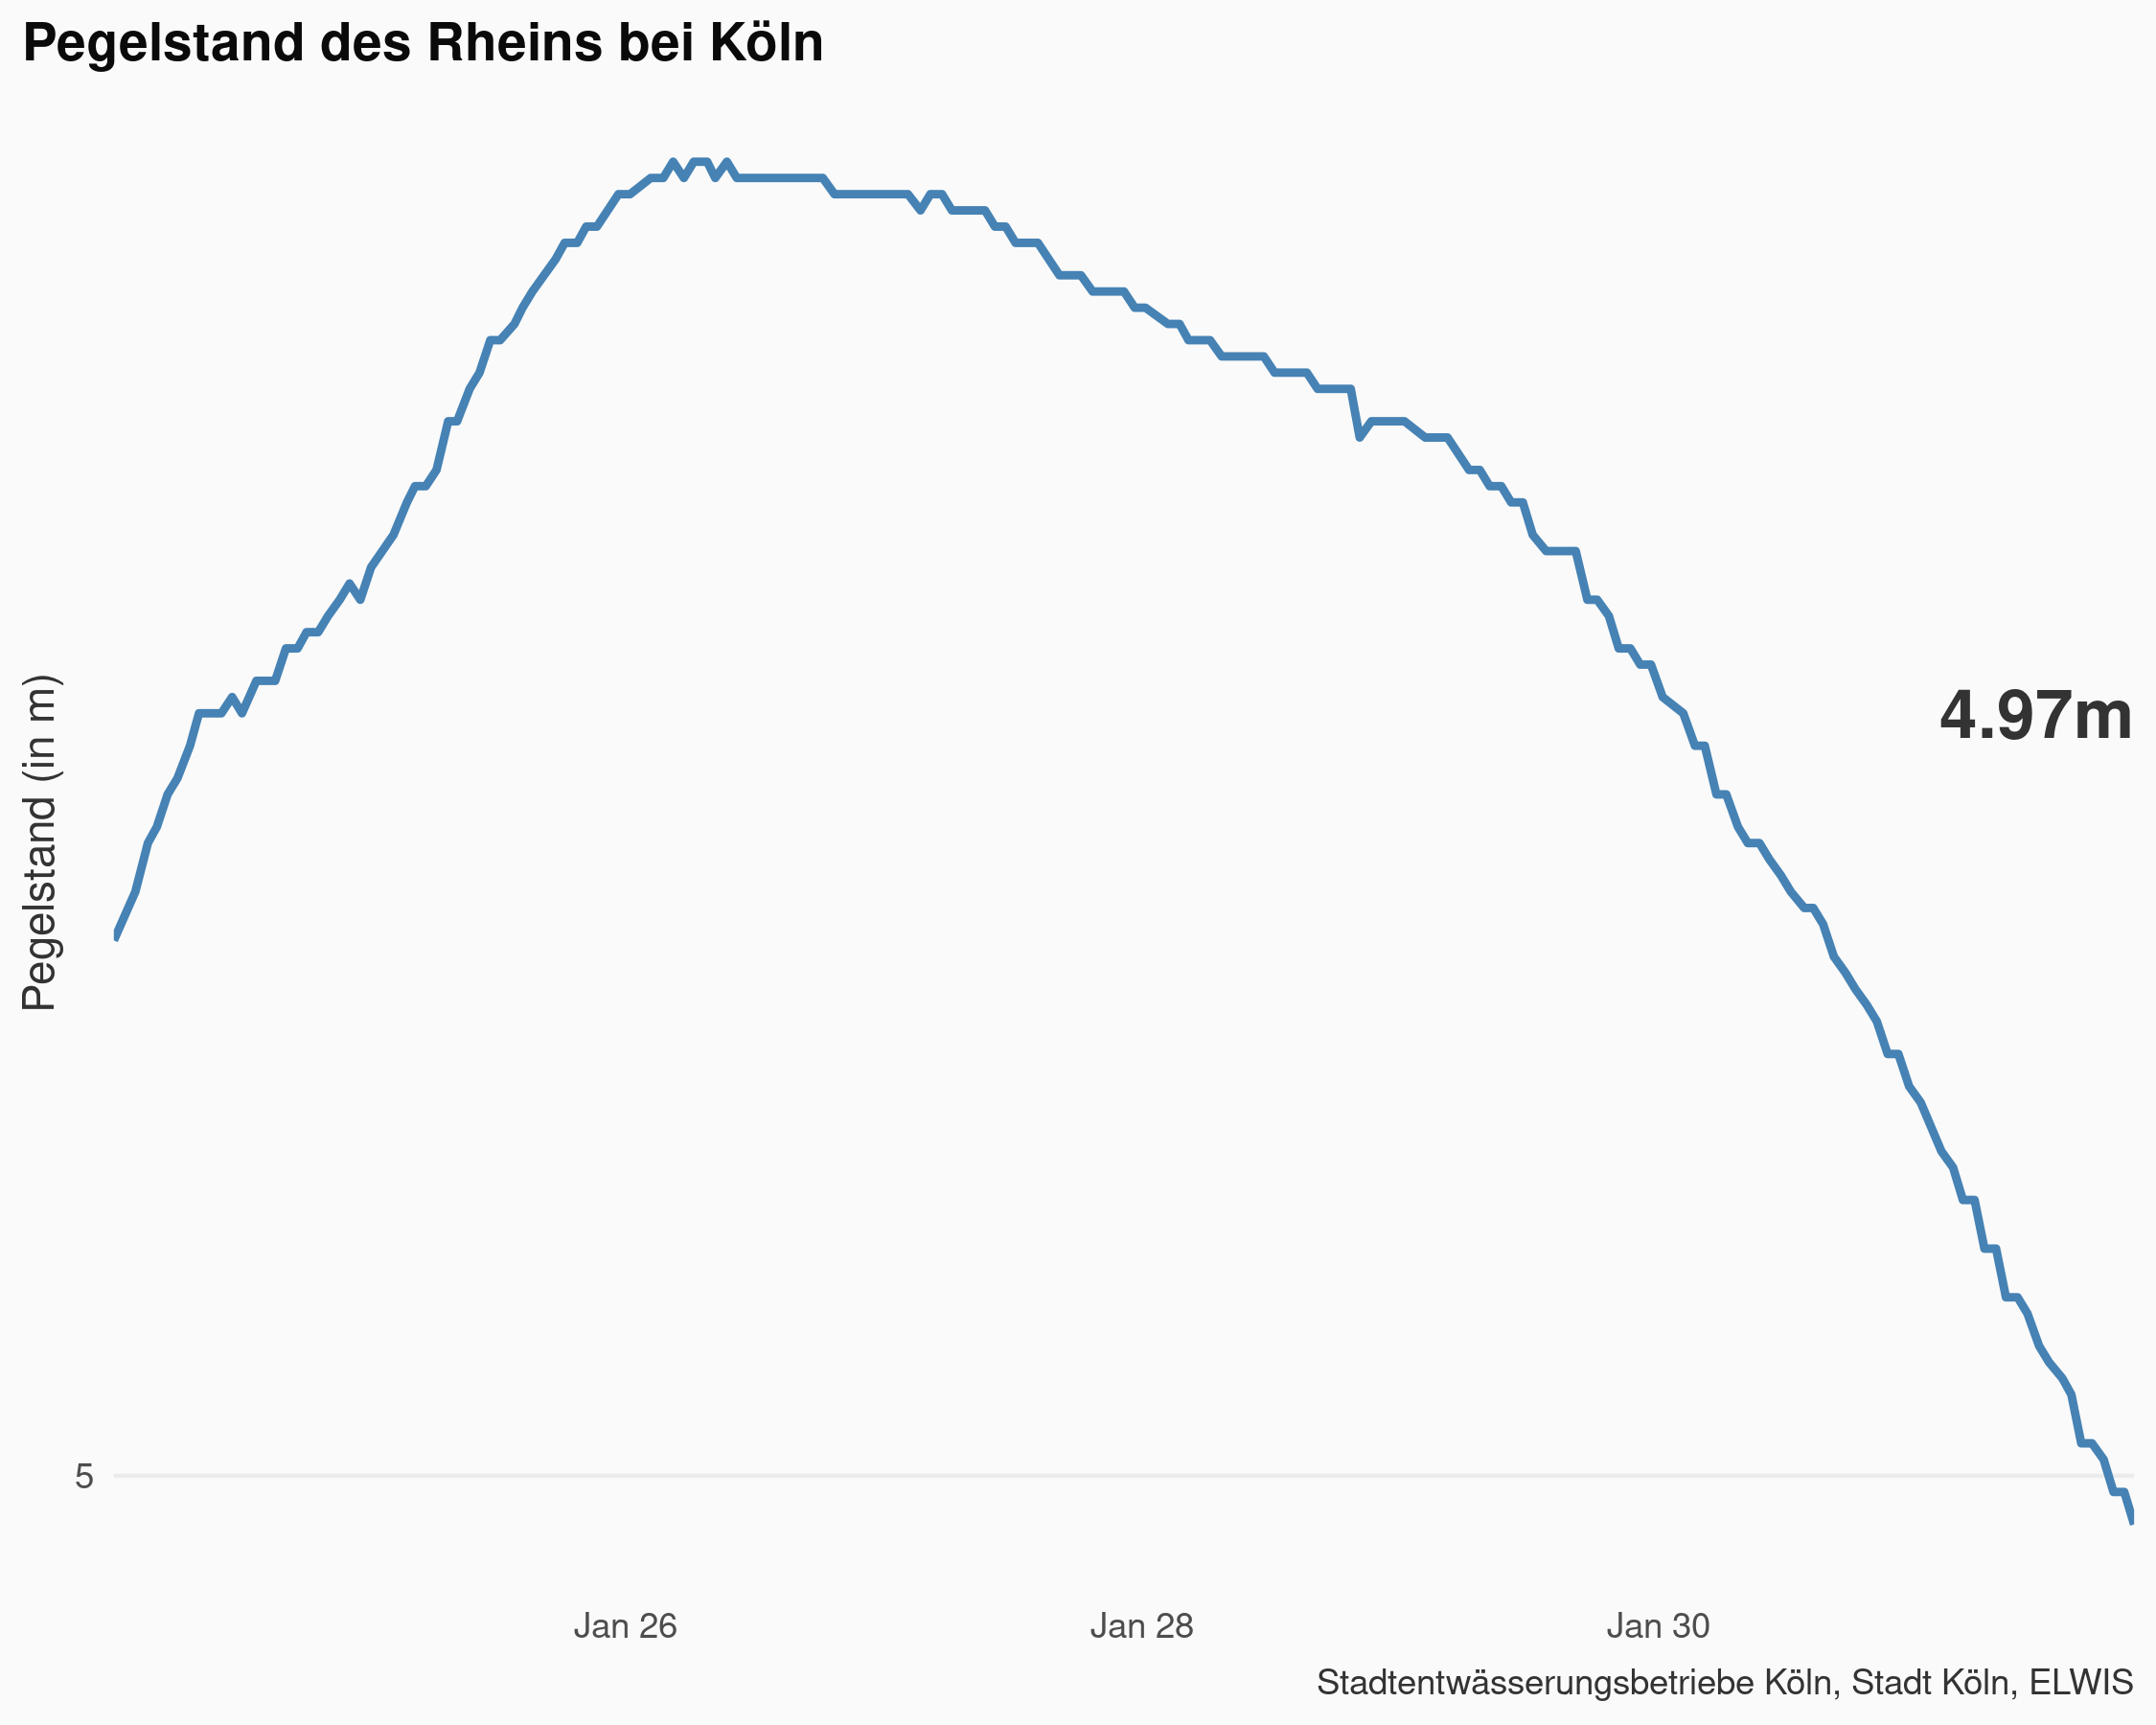 Pegelstand des Rheins bei Köln
Pegelstand (in m)
4.97m
5
Jan 26
Jan 28
Jan 30
Stadtentwässerungsbetriebe Köln, Stadt Köln, ELWIS